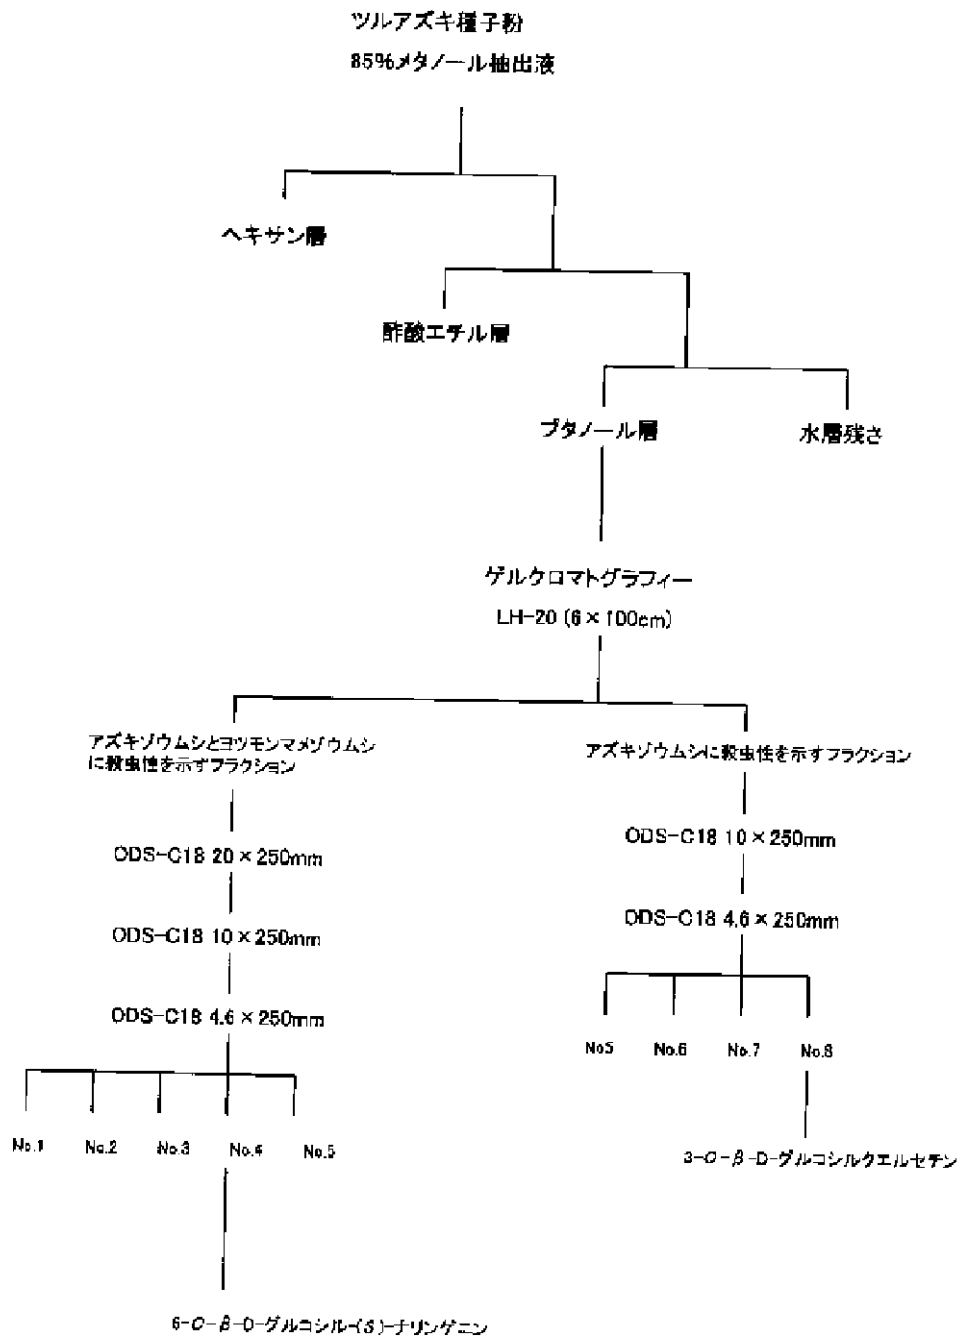 ツルアズキ種子粉
85%メタノール抽出液
ヘキサン層
酢酸エチル層
ブタノール層
水層残さ
ゲルクロマトグラフィー
LH-20 (6×100cm)
アズキゾウムシとヨツモンマメゾウムシ
に殺虫性を示すフラクション
ODS-C18 20×250mm
ODS-C18 10×250mm
ODS-C18 4.6×250mm
No.1 No.2 No.3 No.4 No.5
6-O-β-D-グルコシル-(S)-ナリンゲニン
アズキゾウムシに殺虫性を示すフラクション
ODS-C18 10×250mm
ODS-C18 4.6×250mm
No5 No.6 No.7 No.8
3-O-β-D-グルコシルクエルセチン